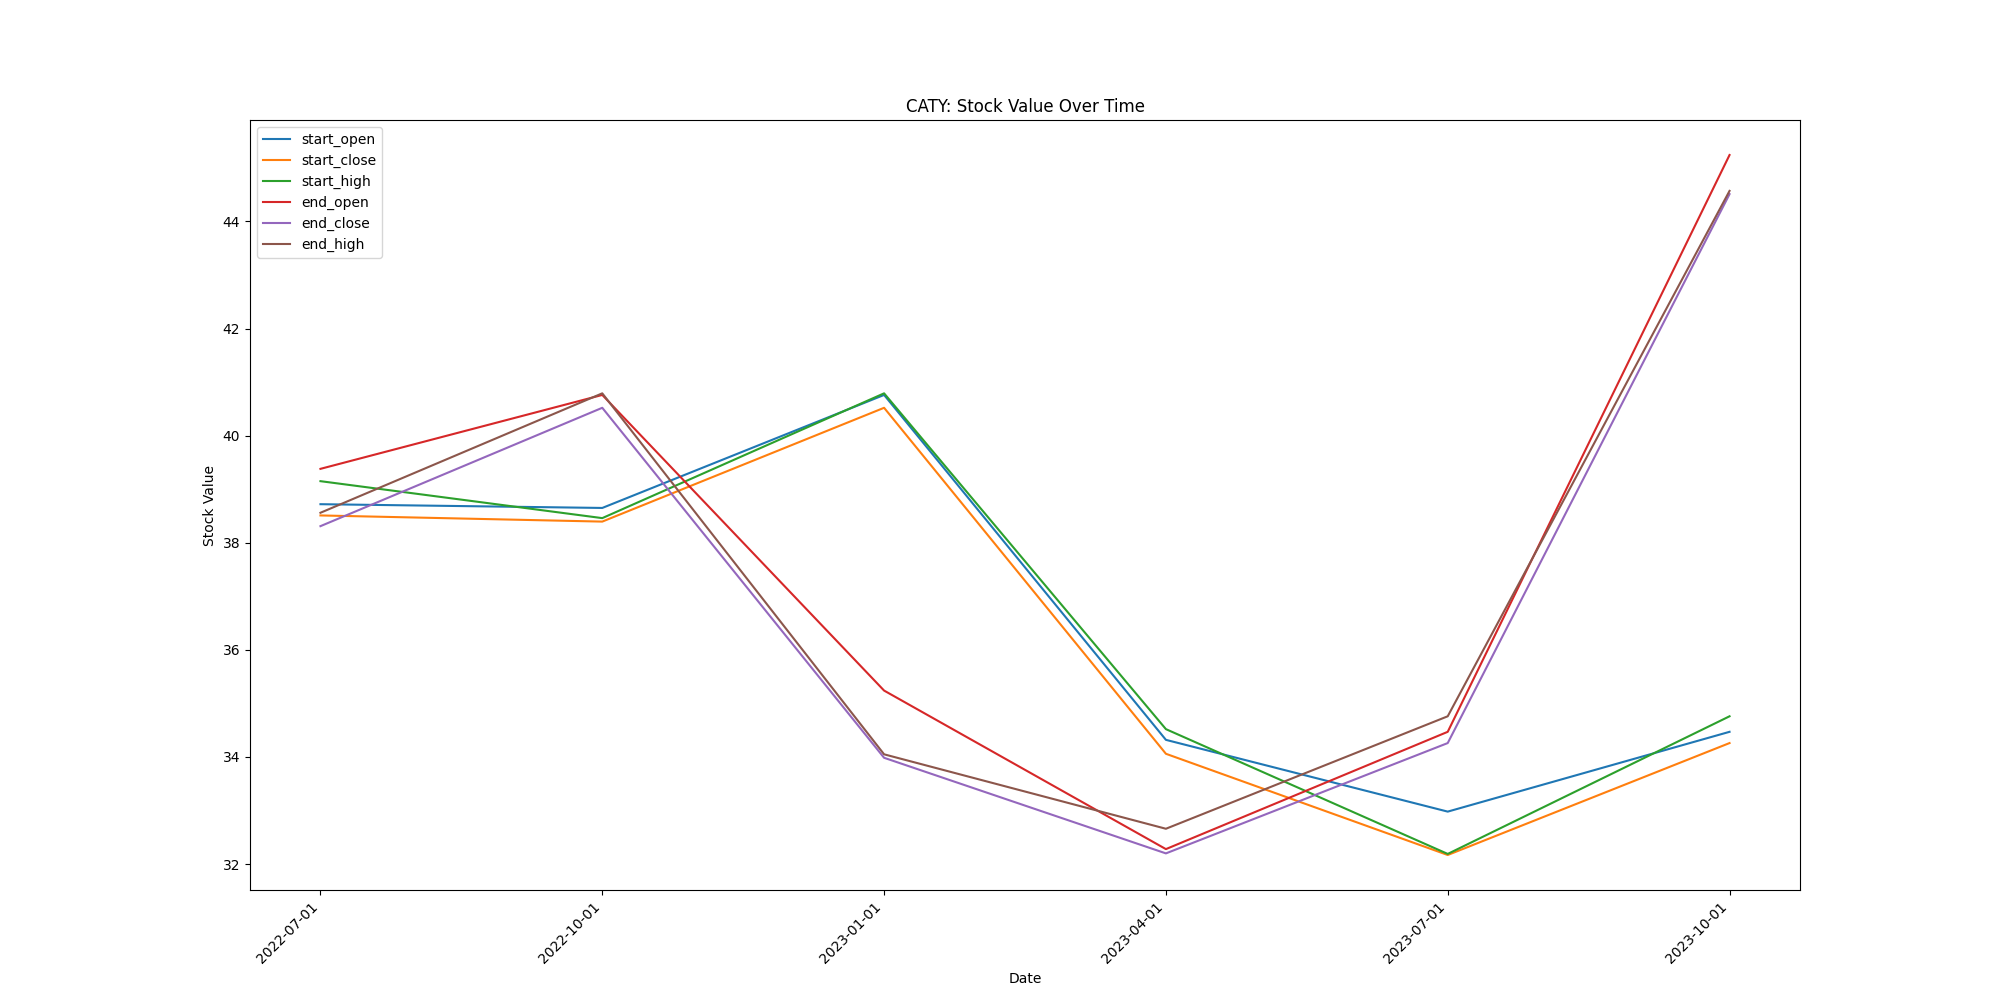 CATY: Stock Value Over Time
start_open
start_close
start_high
end_open
end_close
end_high
Stock Value
44
42
40
38
36
34
32
2022-07-01
2022-10-01
2023-01-01
2023-04-01
2023-07-01
2023-10-01
Date